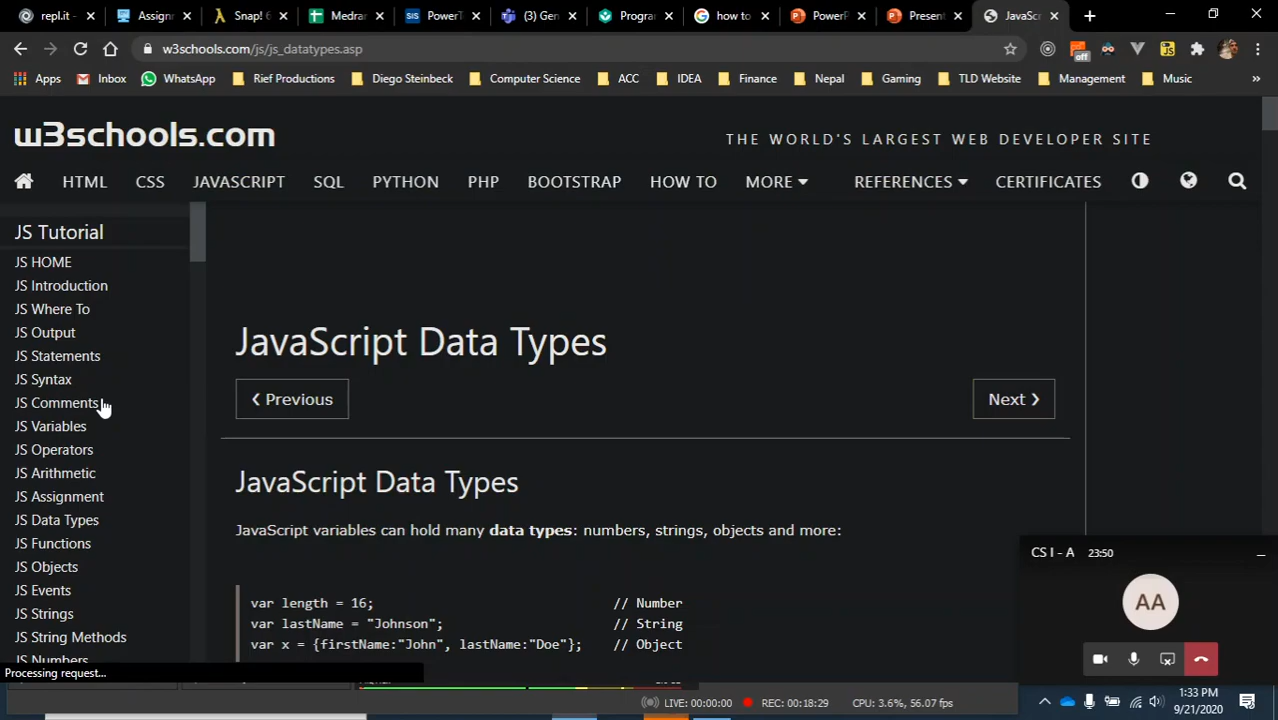 repl.it -
Assignm
Snap! 6
Medran
PowerT
(3) Gen
Progra
how to
PowerP
Present
JavaScr
w3schools.com/js/js_datatypes.asp
off
Apps
Inbox
WhatsApp
Rief Productions
Diego Steinbeck
Computer Science
ACC
IDEA
Finance
Nepal
Gaming
TLD Website
Management
Music
w3schools.com
THE WORLD'S LARGEST WEB DEVELOPER SITE
HTML
CSS
JAVASCRIPT
SQL
PYTHON
PHP
BOOTSTRAP
HOW TO
MORE
REFERENCES
CERTIFICATES
JS Tutorial
JS HOME
JS Introduction
JS Where To
JS Output
JS Statements
JS Syntax
JS Comments
JS Variables
JS Operators
JS Arithmetic
JS Assignment
JS Data Types
JS Functions
JS Objects
JS Events
JS Strings
JS String Methods
JS Numbers
JavaScript Data Types
❮ Previous
Next ❯
JavaScript Data Types
JavaScript variables can hold many data types: numbers, strings, objects and more:
var length = 16; // Number
var lastName = "Johnson"; // String
var x = {firstName:"John", lastName:"Doe"}; // Object
CS I - A 23:50
AA
Processing request...
LIVE: 00:00:00
REC: 00:18:29
CPU: 3.6%, 56.07 fps
1:33 PM
9/21/2020